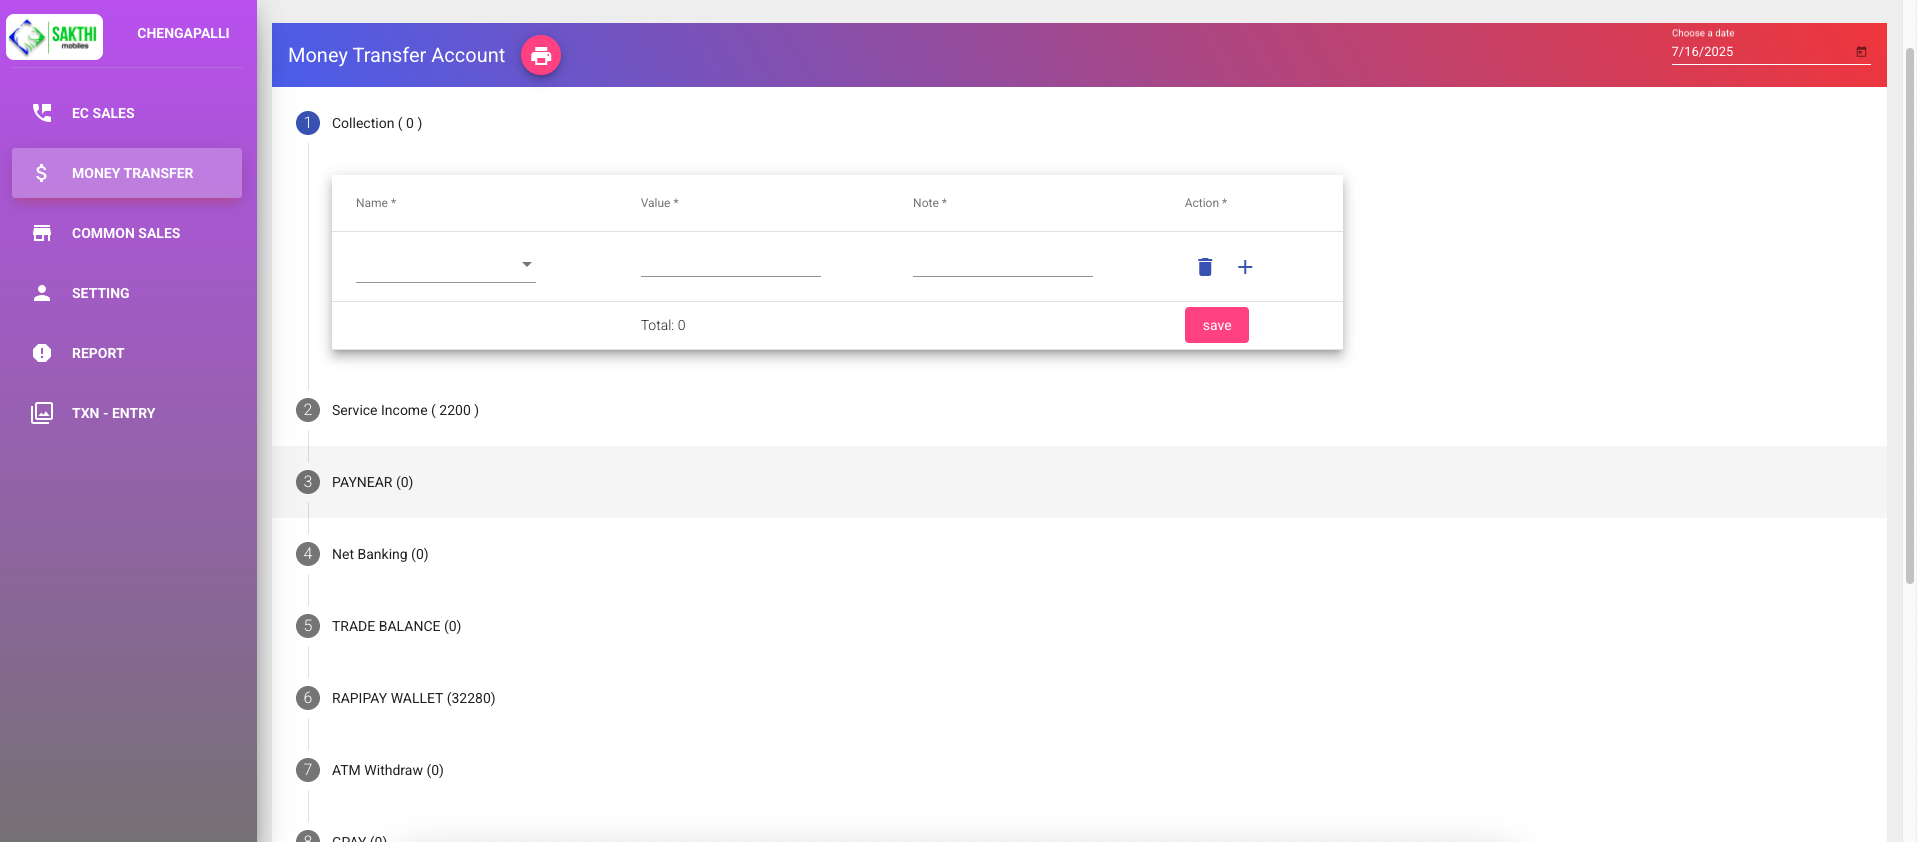 SAKTHI
mobiles
CHENGAPALLI
EC SALES
MONEY TRANSFER
COMMON SALES
SETTING
REPORT
TXN - ENTRY
Money Transfer Account
Choose a date
7/16/2025
1 Collection ( 0 )
Name * Value * Note * Action *
Total: 0 save
2 Service Income ( 2200 )
3 PAYNEAR (0)
4 Net Banking (0)
5 TRADE BALANCE (0)
6 RAPIPAY WALLET (32280)
7 ATM Withdraw (0)
8 GPAY (0)